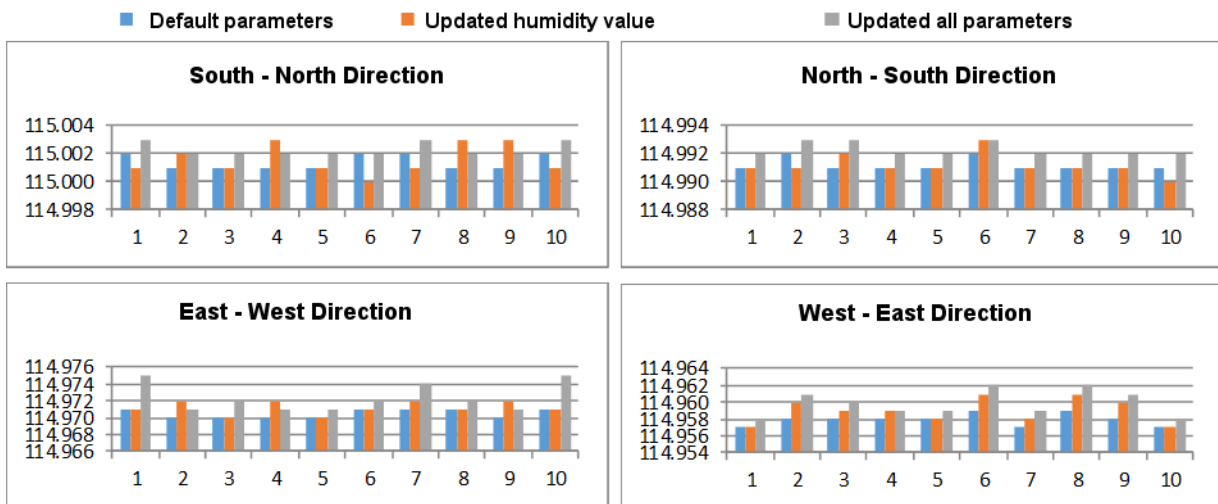 Default parameters Updated humidity value Updated all parameters
South - North Direction
115.004
115.002
115.000
114.998
1 2 3 4 5 6 7 8 9 10
North - South Direction
114.994
114.992
114.990
114.988
1 2 3 4 5 6 7 8 9 10
East - West Direction
114.976
114.974
114.972
114.970
114.968
114.966
1 2 3 4 5 6 7 8 9 10
West - East Direction
114.964
114.962
114.960
114.958
114.956
114.954
1 2 3 4 5 6 7 8 9 10